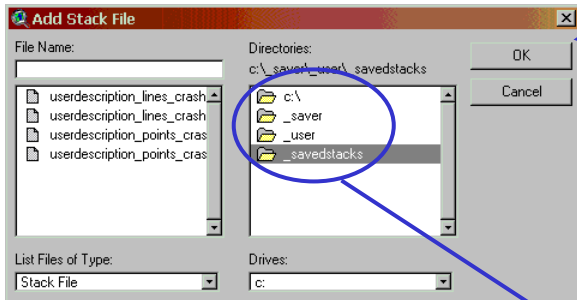 Add Stack File
File Name:
Directories:
c:\_saver\_user\_savedstacks
OK
Cancel
userdescription_lines_crash
userdescription_lines_crash
userdescription_points_cras
userdescription_points_cras
c:\
_saver
_user
_savedstacks
List Files of Type:
Stack File
Drives:
c: